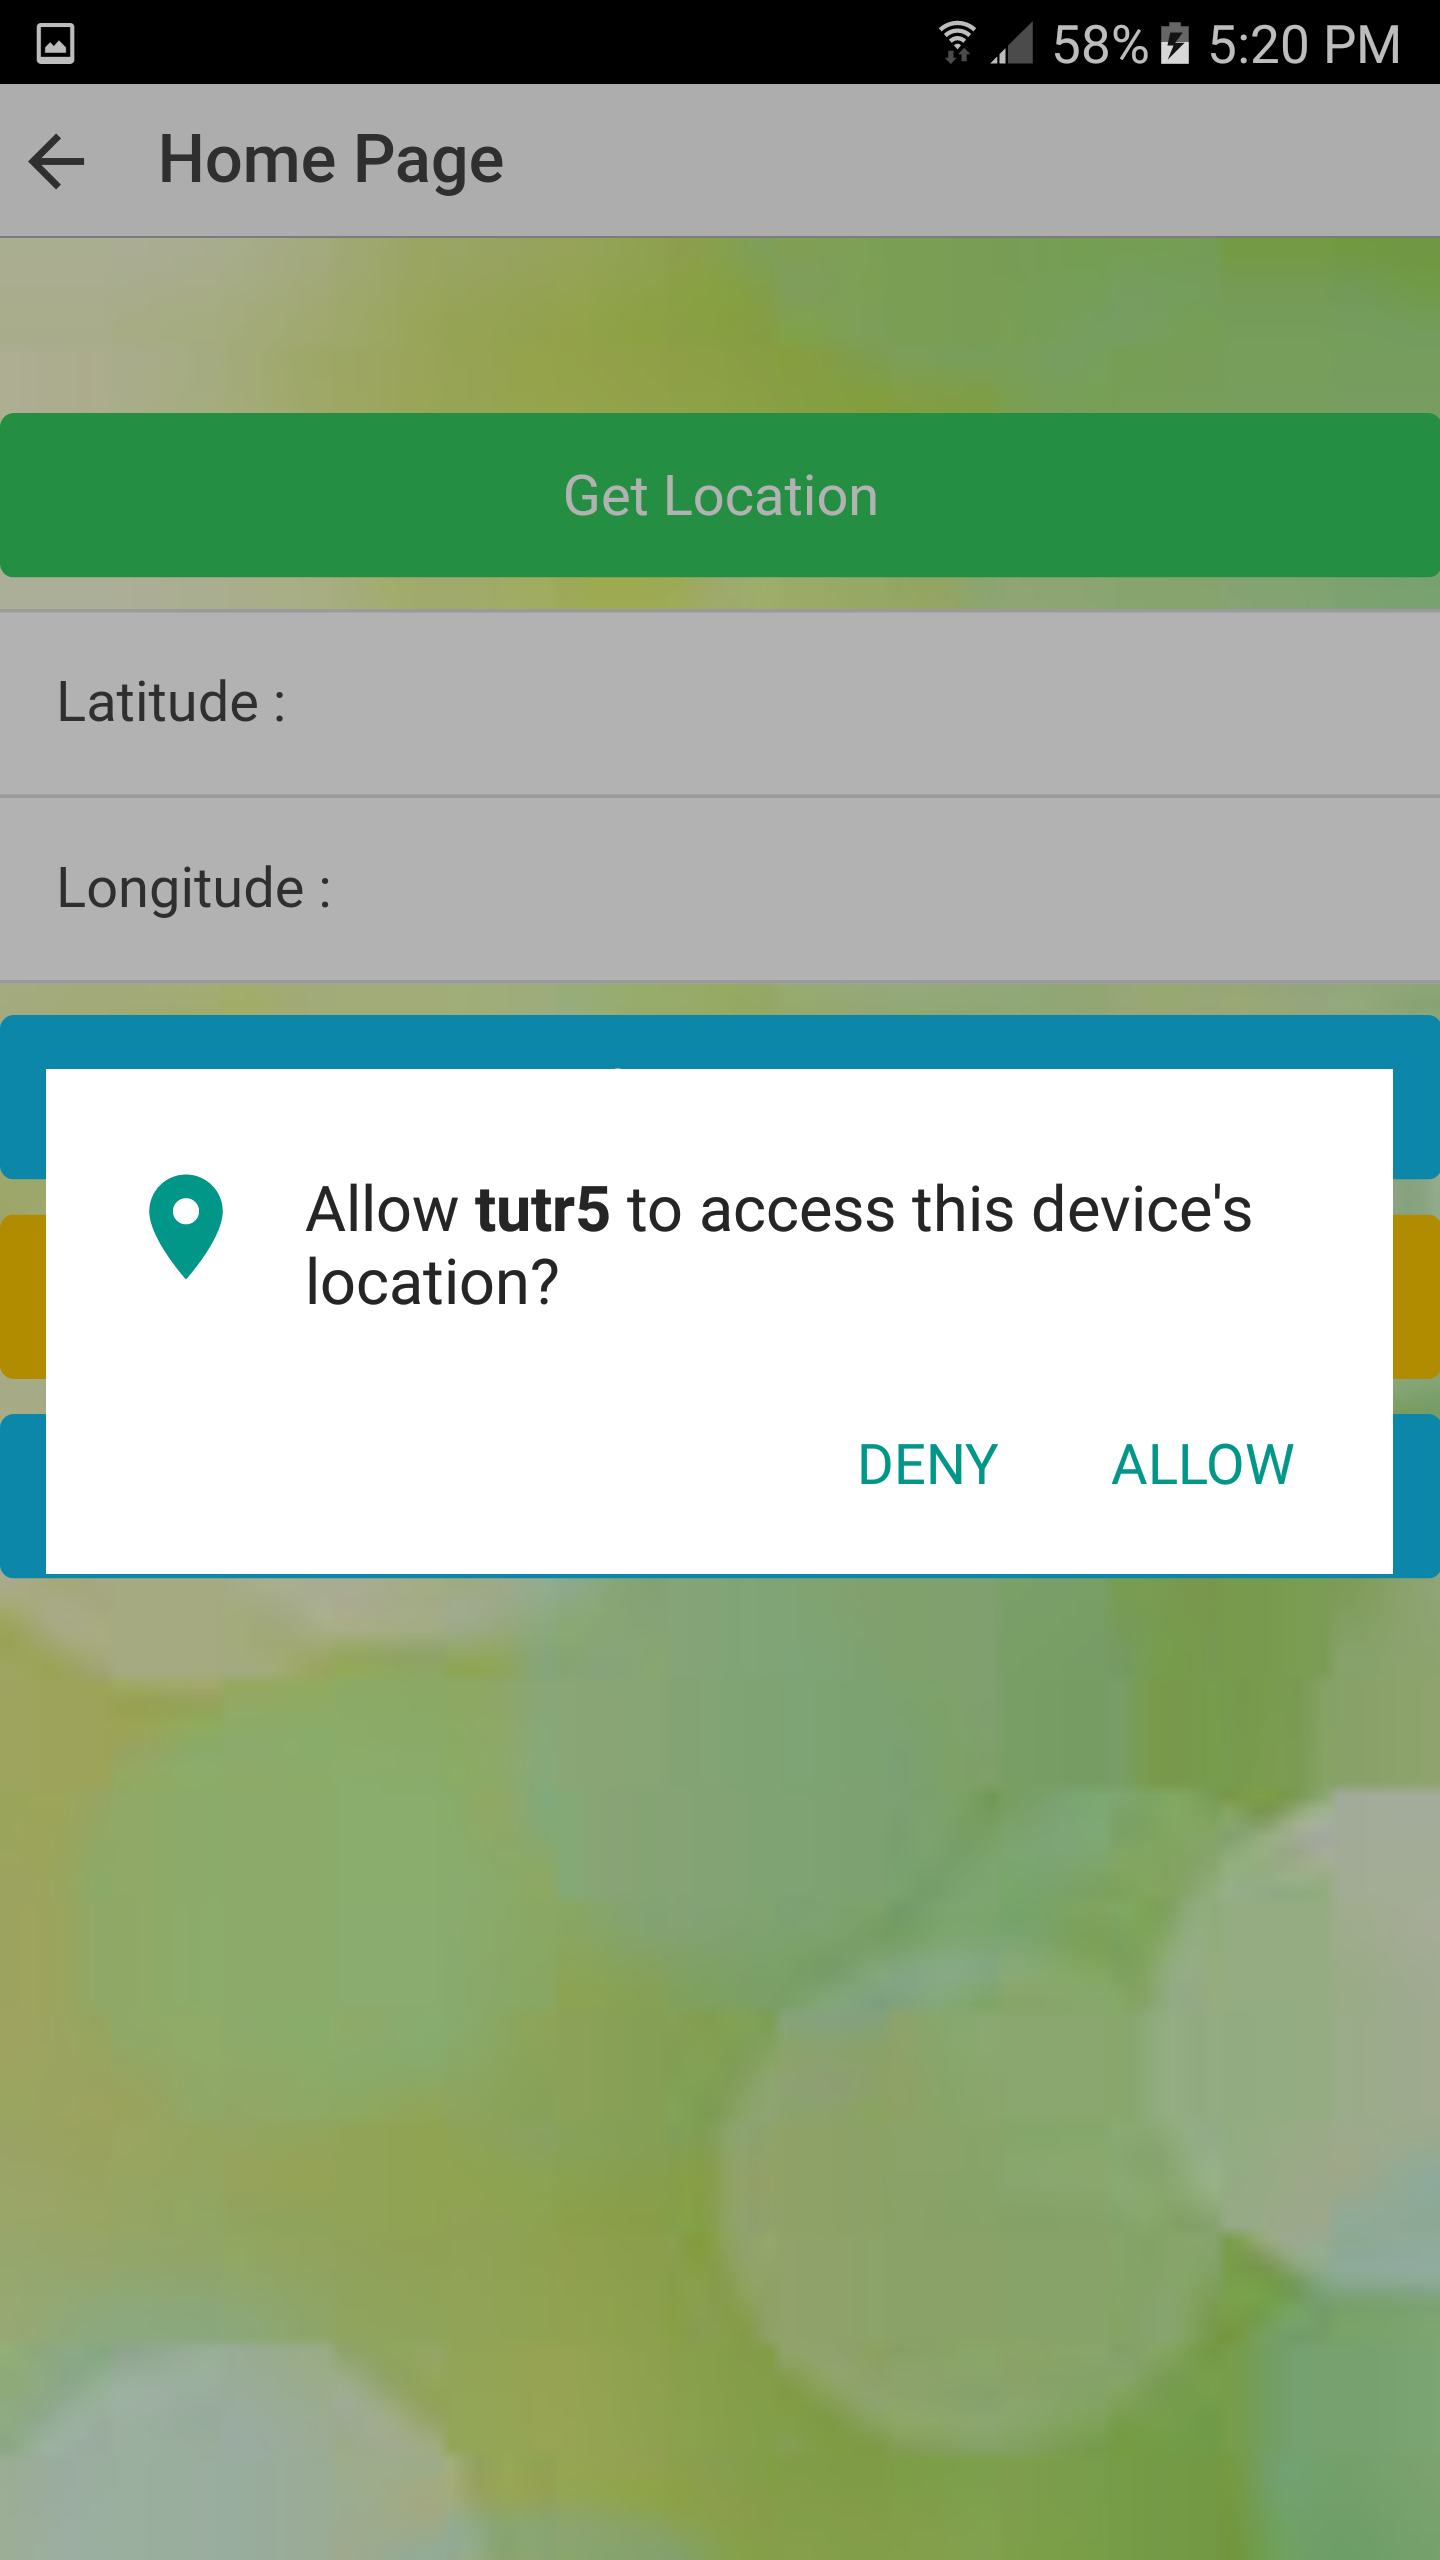 58% 5:20 PM
Home Page
Get Location
Latitude :
Longitude :
Allow tutr5 to access this device's
location?
DENY ALLOW